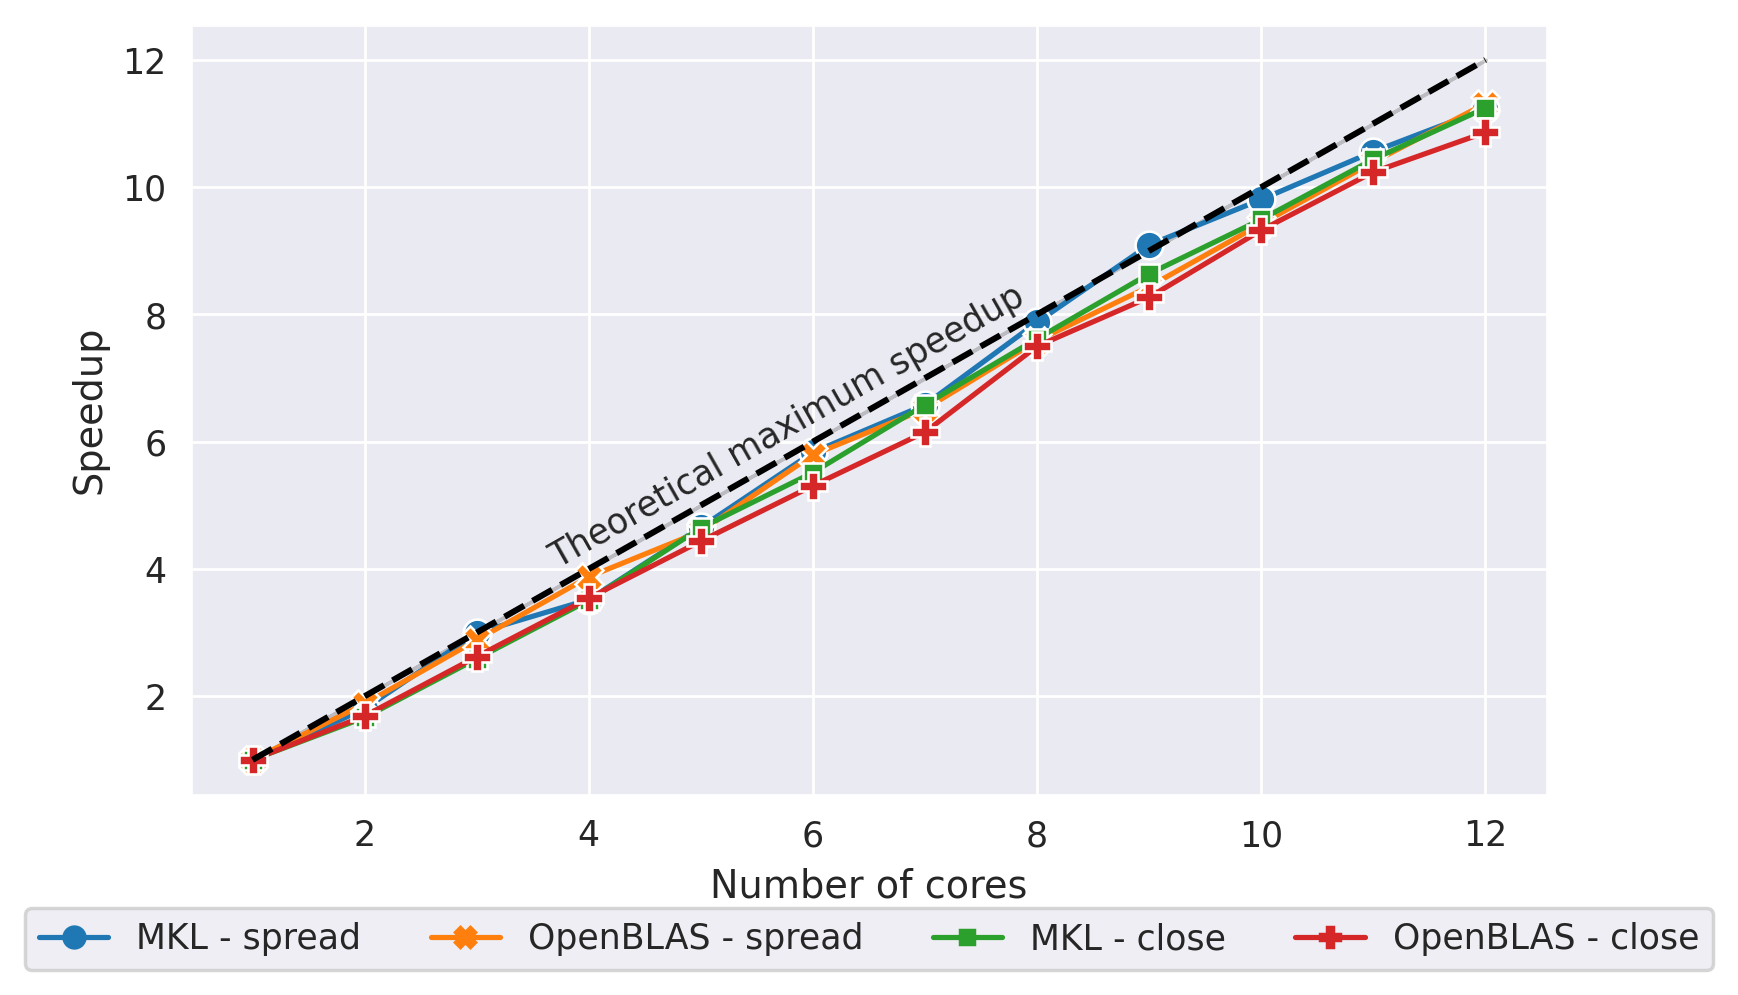 12
10
8
6
4
2
Speedup
Theoretical maximum speedup
2 4 6 8 10 12
Number of cores
MKL - spread OpenBLAS - spread MKL - close OpenBLAS - close